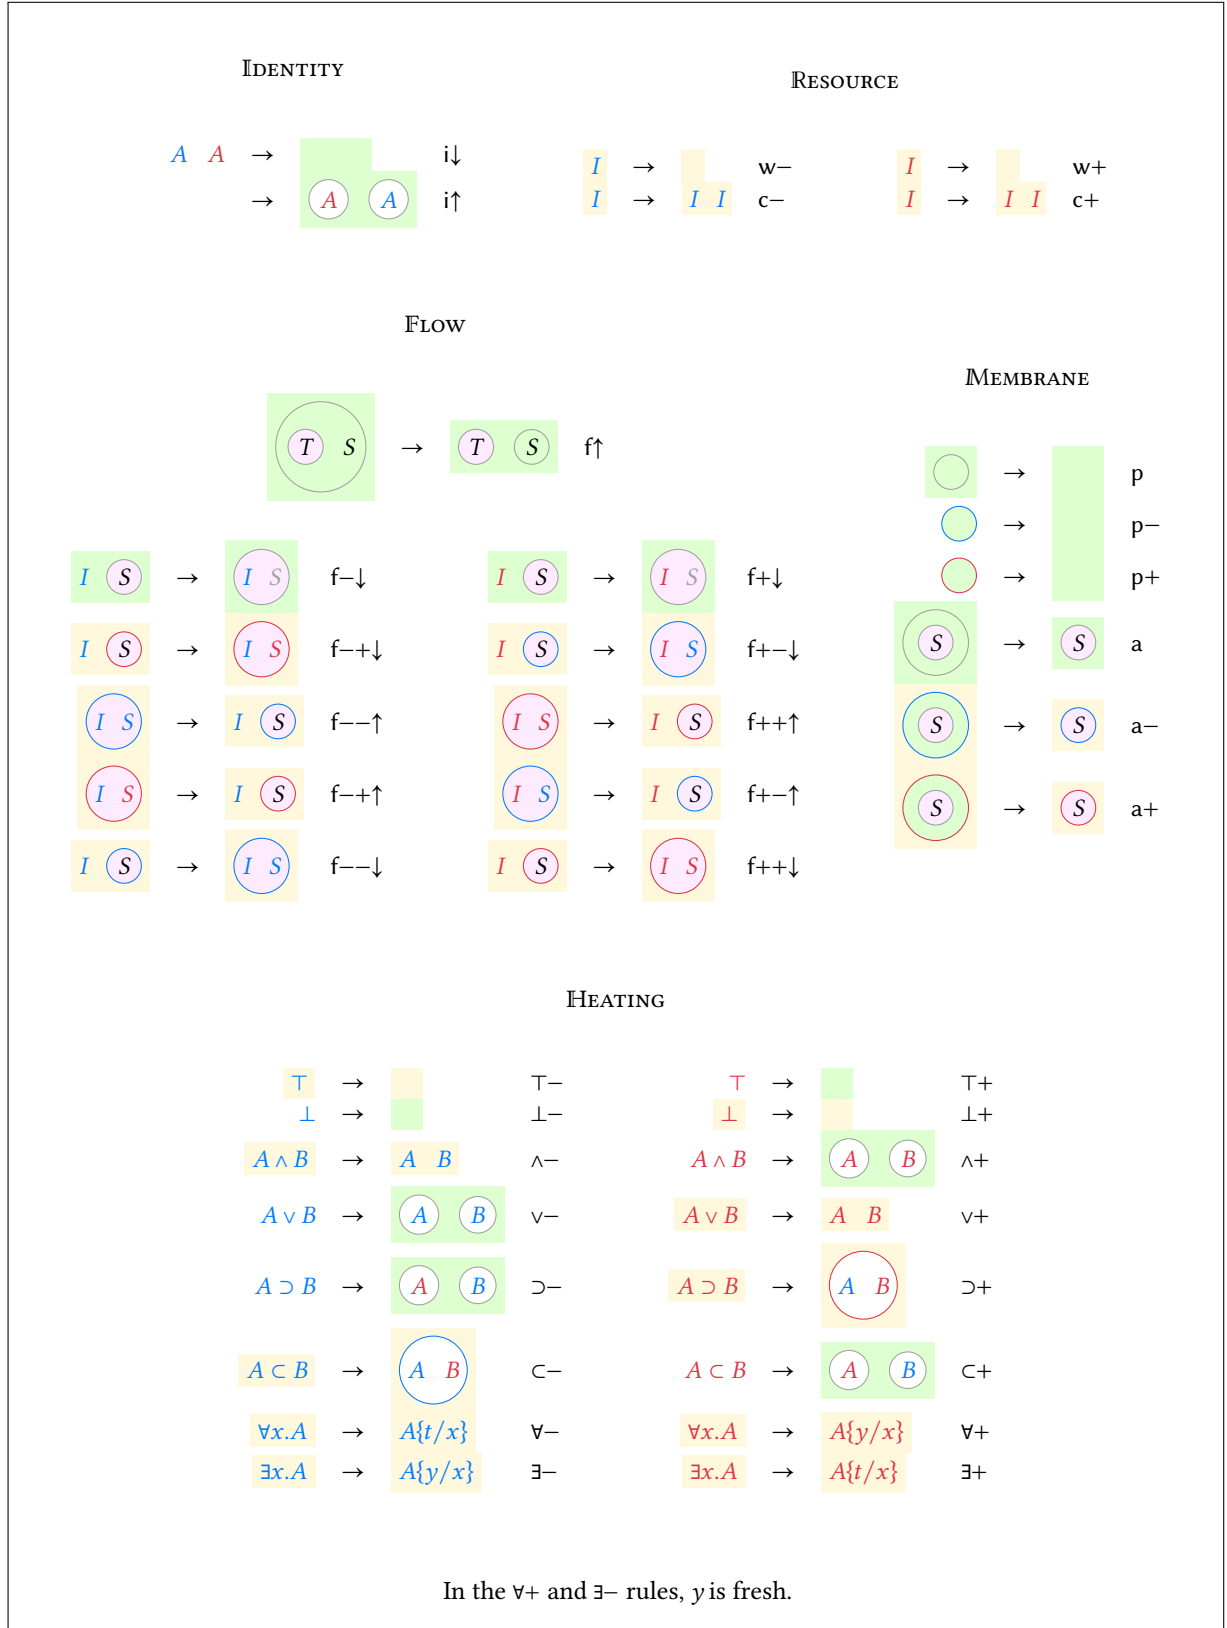 IDENTITY
A A → i↓
→ A A i↑
RESOURCE
I → w−
I → I I c−
I → w+
I → I I c+
FLOW
T S → T S f↑
I S → I S f−↓
I S → I S f−+↓
I S → I S f−−↑
I S → I S f−+↑
I S → I S f−−↓
I S → I S f+↓
I S → I S f+−↓
I S → I S f++↑
I S → I S f+−↑
I S → I S f++↓
MEMBRANE
→ p
→ p−
→ p+
S → S a
S → S a−
S → S a+
HEATING
⊤ → ⊤−
⊥ → ⊥−
A ∧ B → A B ∧−
A ∨ B → A B ∨−
A ⊃ B → A B ⊃−
A ⊂ B → A B ⊂−
∀x.A → A{t/x} ∀−
∃x.A → A{y/x} ∃−
⊤ → ⊤+
⊥ → ⊥+
A ∧ B → A B ∧+
A ∨ B → A B ∨+
A ⊃ B → A B ⊃+
A ⊂ B → A B ⊂+
∀x.A → A{y/x} ∀+
∃x.A → A{t/x} ∃+
In the ∀+ and ∃− rules, y is fresh.